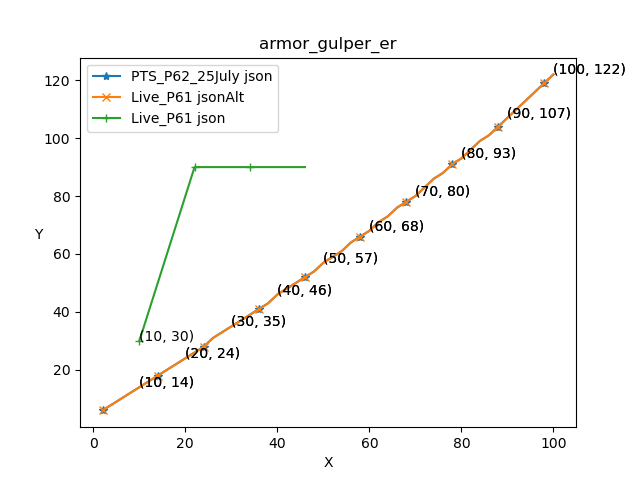 armor_gulper_er
PTS_P62_25July json
Live_P61 jsonAlt
Live_P61 json
(100, 122)
(90, 107)
(80, 93)
(70, 80)
(60, 68)
(50, 57)
(40, 46)
(30, 35)
(10, 30)
(20, 24)
(10, 14)
120
100
80
60
40
20
Y
0 20 40 60 80 100
X